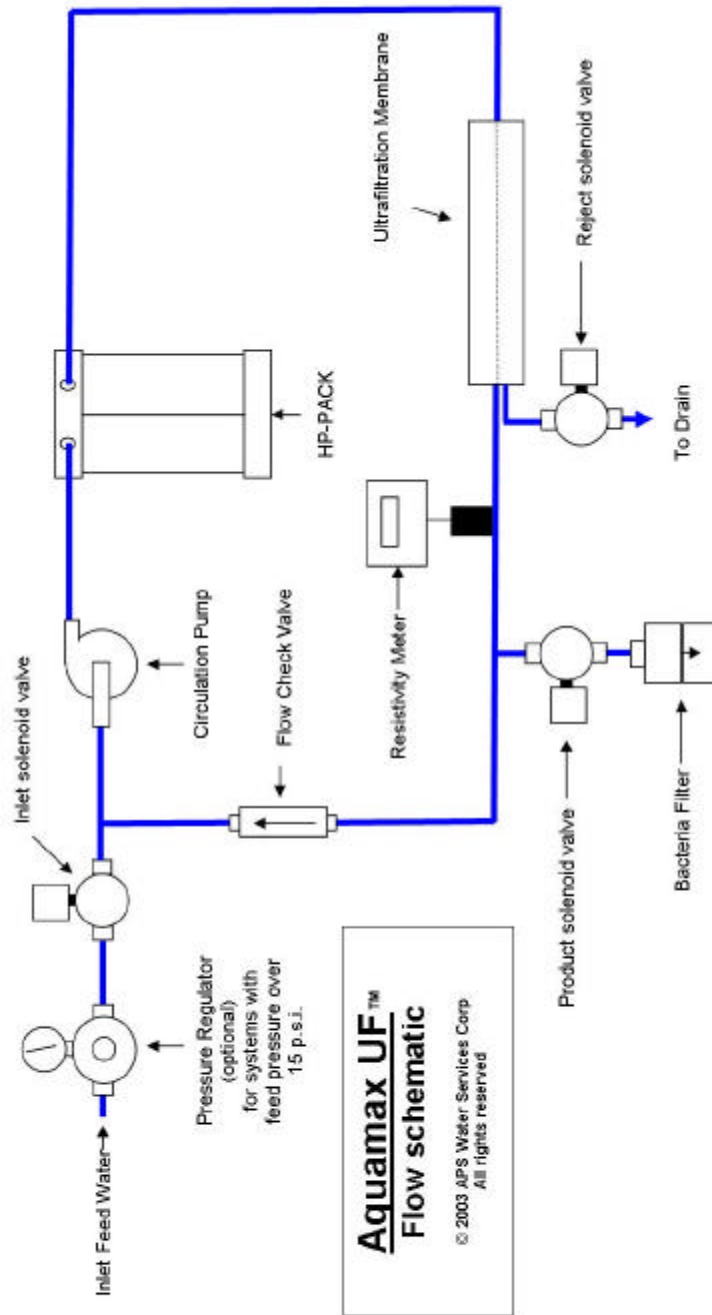 Inlet Feed Water
Pressure Regulator
(optional)
for systems with
feed pressure over
15 p.s.i.
Inlet solenoid valve
Circulation Pump
Flow Check Valve
HP-PACK
Resistivity Meter
Ultrafiltration Membrane
Reject solenoid valve
To Drain
Product solenoid valve
Bacteria Filter
Aquamax UF™
Flow schematic
© 2003 APS Water Services Corp
All rights reserved